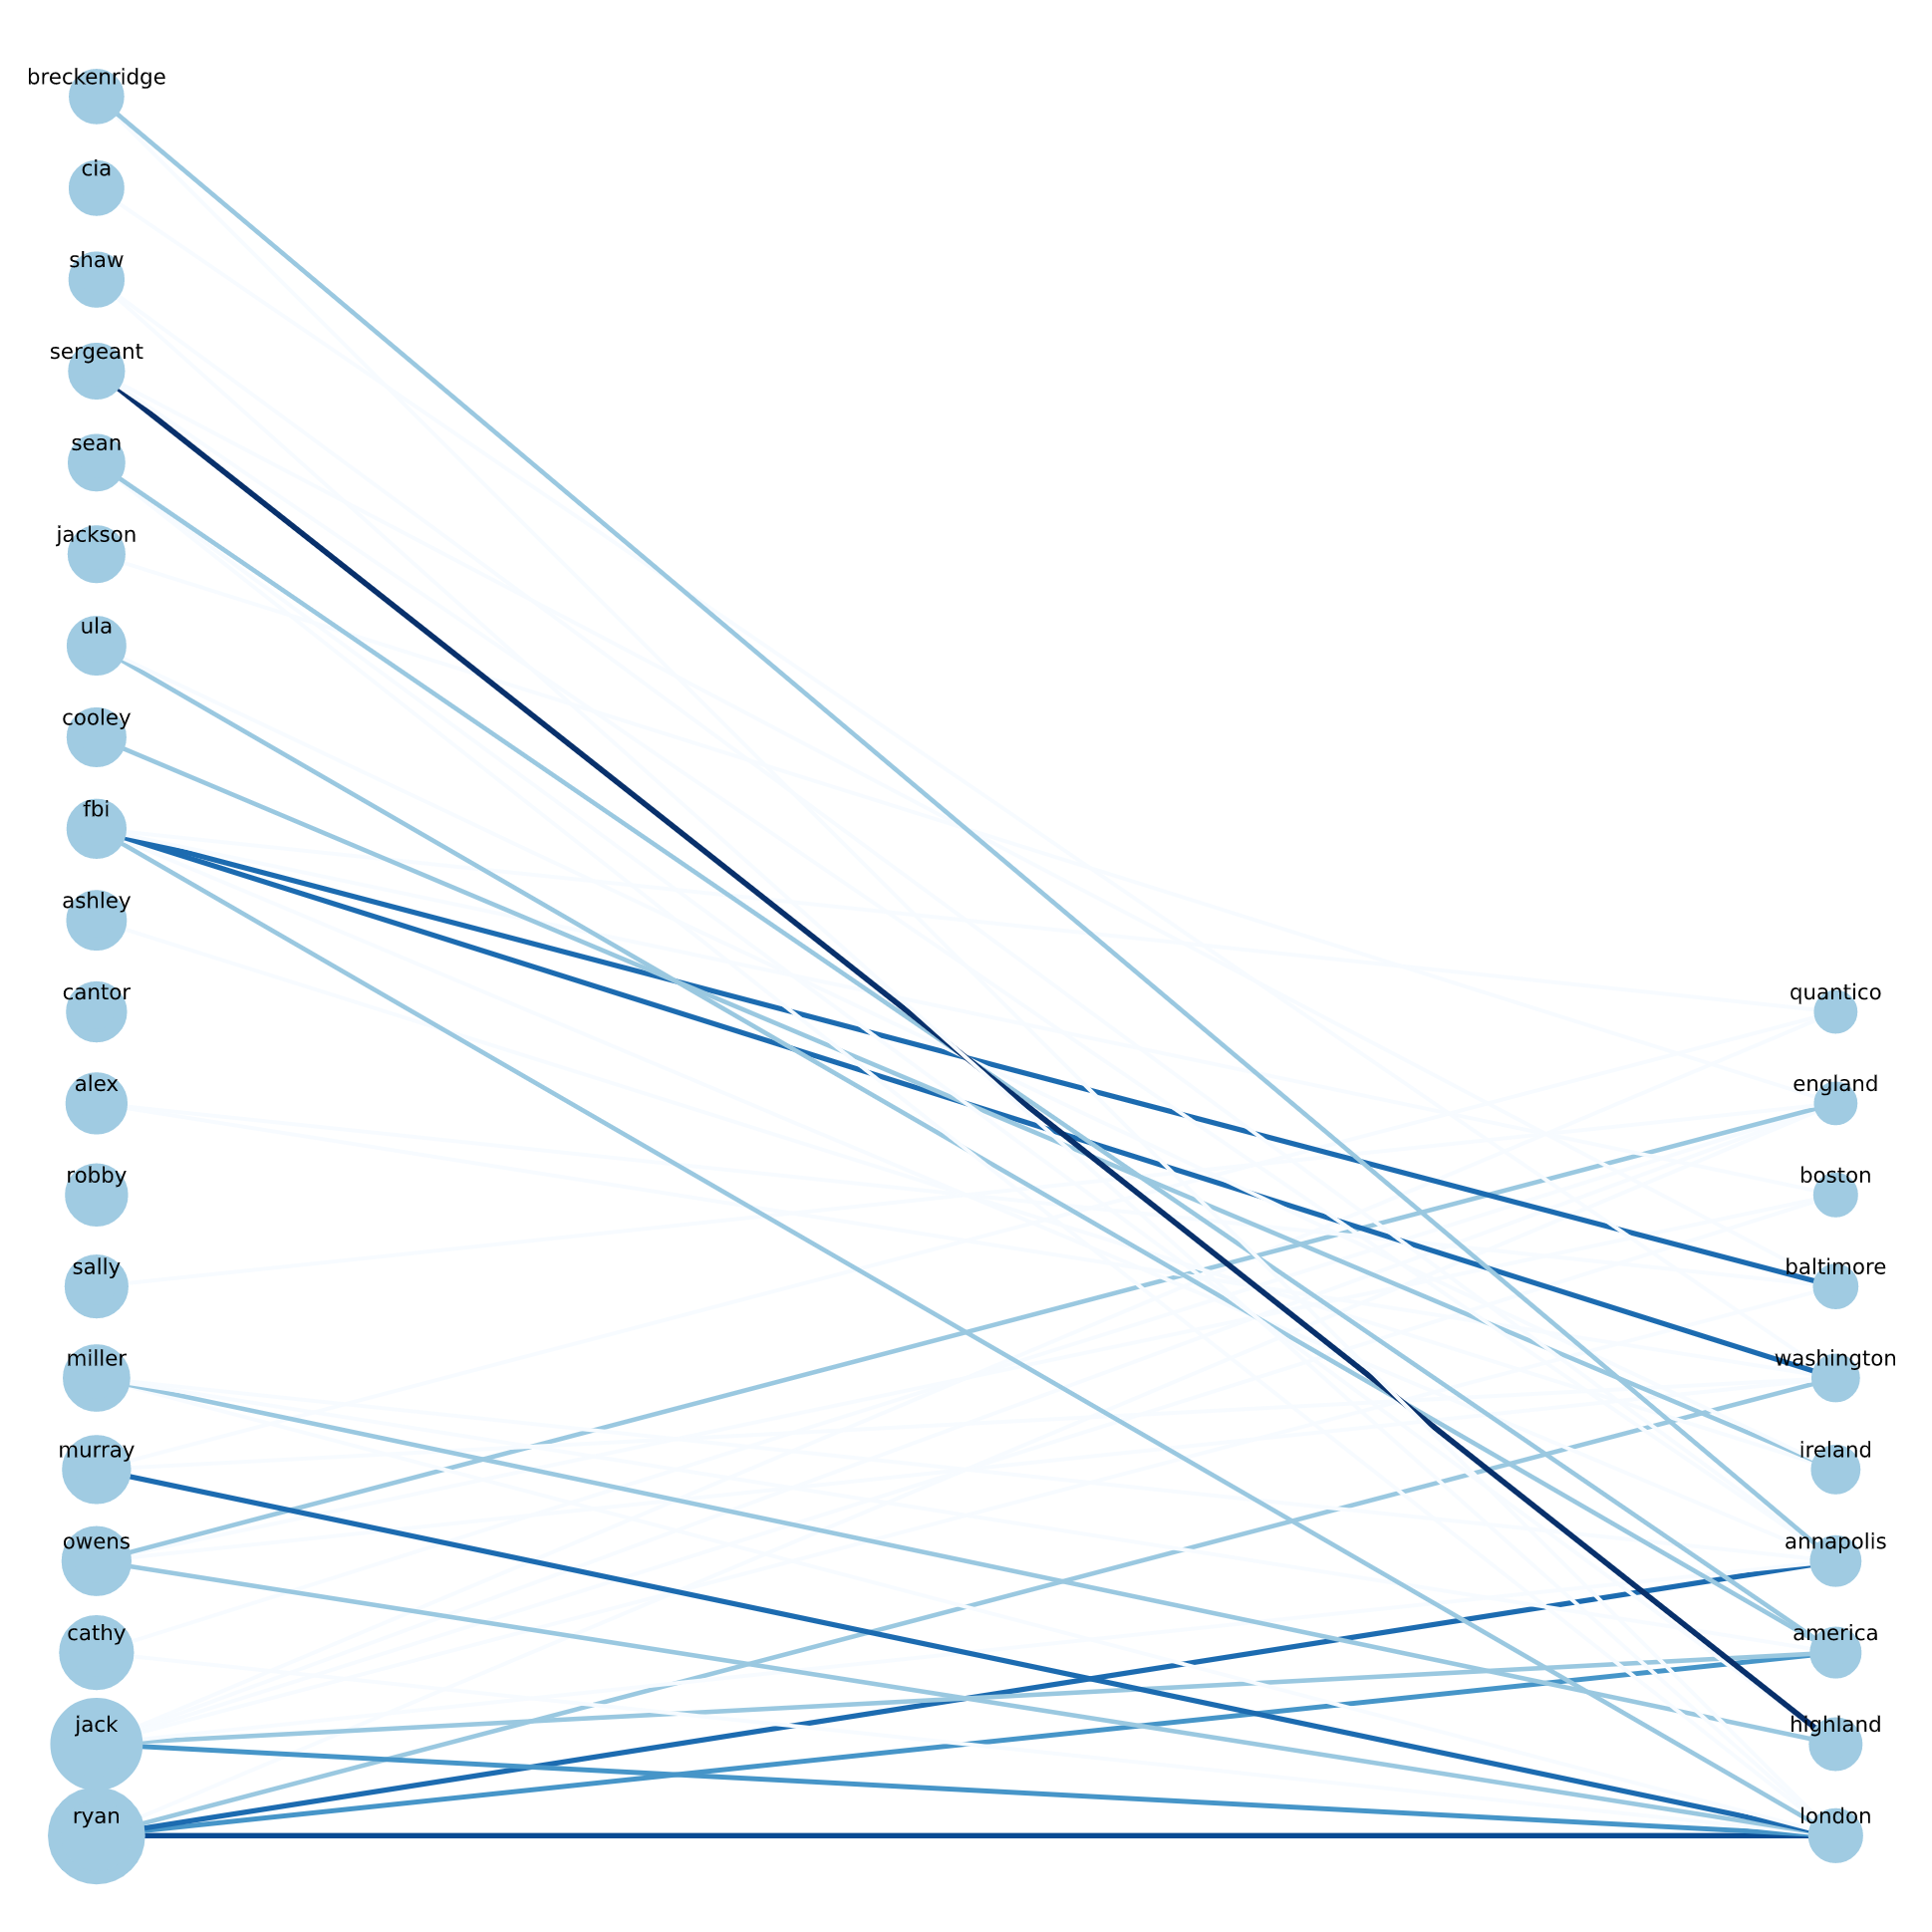 breckenridge
cia
shaw
sergeant
sean
jackson
ula
cooley
fbi
ashley
cantor
alex
robby
sally
miller
murray
owens
cathy
jack
ryan
quantico
england
boston
baltimore
washington
ireland
annapolis
america
highland
london